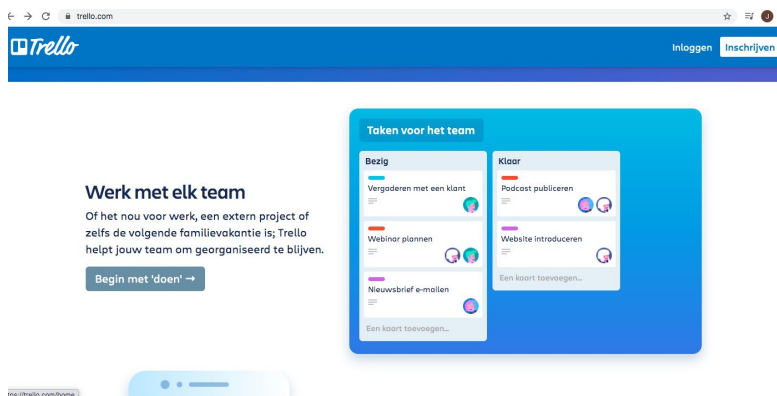 trello.com
J
Trello
Inloggen
Inschrijven
Taken voor het team
Bezig
Klaar
Vergaderen met een klant
Podcast publiceren
Webinar plannen
Website introduceren
Nieuwsbrief e-mailen
Een kaart toevoegen...
Een kaart toevoegen...
Werk met elk team
Of het nou voor werk, een extern project of
zelfs de volgende familievakantie is; Trello
helpt jouw team om georganiseerd te blijven.
Begin met 'doen' →
tps://trello.com/home